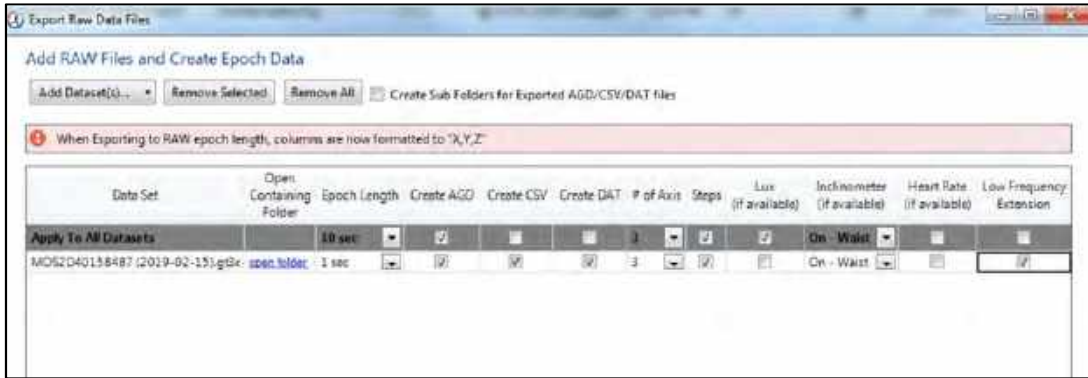 Export Raw Data Files
Add RAW Files and Create Epoch Data
Add Dataset(s)... Remove Selected Remove All Create Sub Folders for Exported AGD/CSV/DAT files
When Exporting to RAW epoch length, columns are now formatted to "X,Y,Z"
Data Set Open Containing Folder Epoch Length Create AGD Create CSV Create DAT # of Axis Steps Lux (if available) Inclinometer (if available) Heart Rate (if available) Low Frequency Extension
Apply To All Datasets 10 sec 3 On - Waist
MOS2D40158487 (2019-02-15).gt3x open folder 1 sec 3 On - Waist